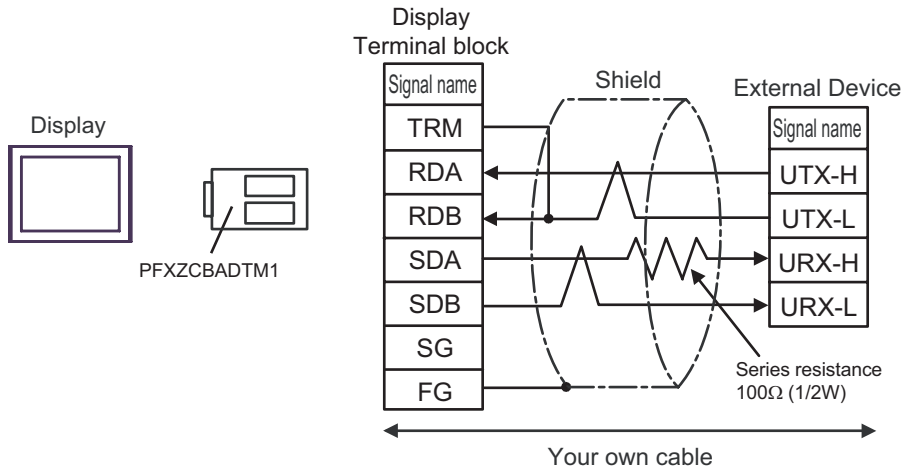 Display
PFXZCBADTM1
Display
Terminal block
Signal name
TRM
RDA
RDB
SDA
SDB
SG
FG
Shield
External Device
Signal name
UTX-H
UTX-L
URX-H
URX-L
Series resistance
100Ω (1/2W)
Your own cable